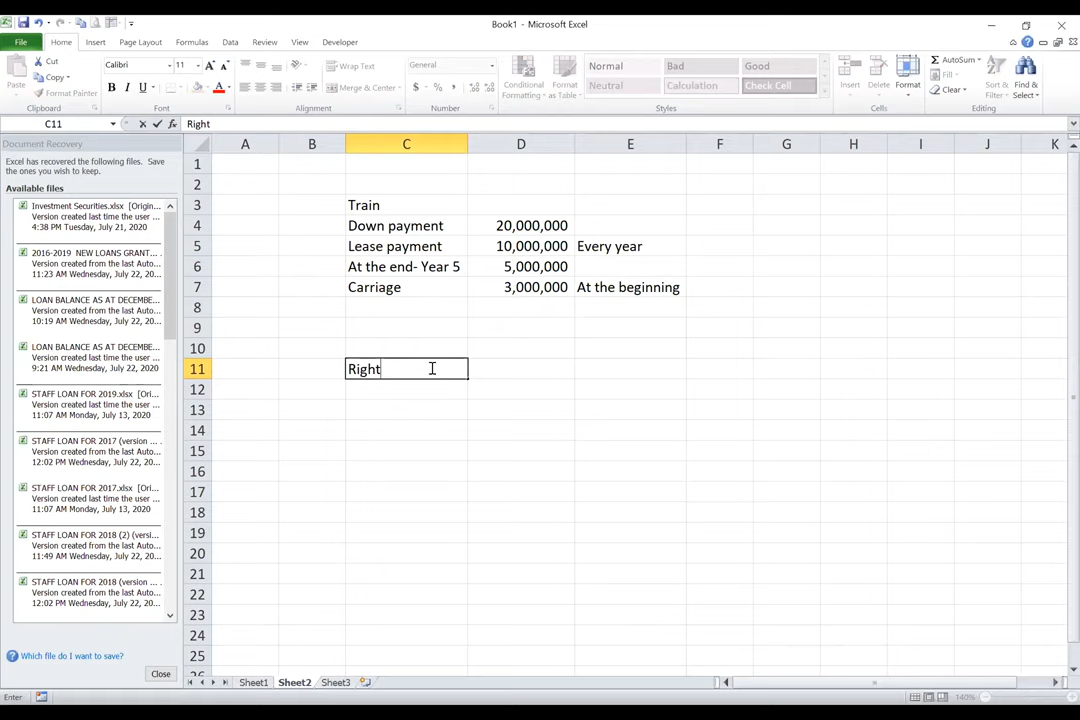 Book1 - Microsoft Excel
File Home Insert Page Layout Formulas Data Review View Developer
Paste Cut Copy Format Painter Clipboard
Calibri 11 A A B I U A Font
Wrap Text Merge & Center Alignment
General $ % , Number
Conditional Formatting Format as Table Normal Bad Good Neutral Calculation Check Cell Styles
Insert Delete Format Cells
AutoSum Fill Clear Sort & Filter Find & Select Editing
C11 fx Right
Document Recovery
Excel has recovered the following files. Save
the ones you wish to keep.
Available files
Investment Securities.xlsx [Origin...
Version created last time the user ...
4:38 PM Tuesday, July 21, 2020
2016-2019 NEW LOANS GRANT...
Version created from the last Auto...
11:23 AM Wednesday, July 22, 20...
LOAN BALANCE AS AT DECEMBE...
Version created from the last Auto...
10:19 AM Wednesday, July 22, 20...
LOAN BALANCE AS AT DECEMBE...
Version created from the last Auto...
9:21 AM Wednesday, July 22, 202...
STAFF LOAN FOR 2019.xlsx [Ori...
Version created last time the user ...
11:07 AM Monday, July 13, 2020
STAFF LOAN FOR 2017 (version ...
Version created from the last Auto...
12:02 PM Wednesday, July 22, 20...
STAFF LOAN FOR 2017.xlsx [Ori...
Version created last time the user ...
11:07 AM Monday, July 13, 2020
STAFF LOAN FOR 2018 (2) (versi...
Version created from the last Auto...
11:49 AM Wednesday, July 22, 20...
STAFF LOAN FOR 2018 (version ...
Version created from the last Auto...
12:02 PM Wednesday, July 22, 20...
Which file do I want to save?
Close
A B C D E F G H I J K
1
2
3 Train
4 Down payment 20,000,000
5 Lease payment 10,000,000 Every year
6 At the end- Year 5 5,000,000
7 Carriage 3,000,000 At the beginning
8
9
10
11 Right
12
13
14
15
16
17
18
19
20
21
22
23
24
25
26
Sheet1 Sheet2 Sheet3
Enter 140%